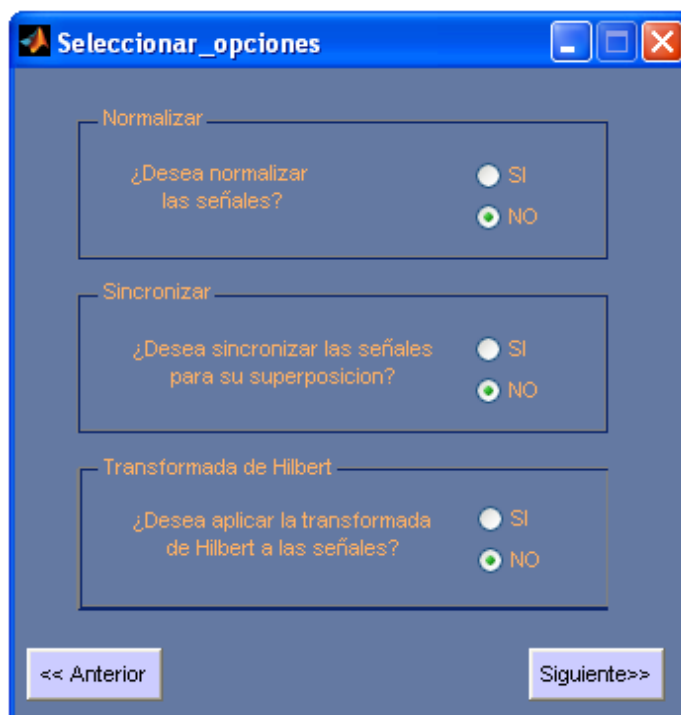 Seleccionar_opciones
Normalizar
¿Desea normalizar
las señales?
SI
NO
Sincronizar
¿Desea sincronizar las señales
para su superposicion?
SI
NO
Transformada de Hilbert
¿Desea aplicar la transformada
de Hilbert a las señales?
SI
NO
<< Anterior
Siguiente>>